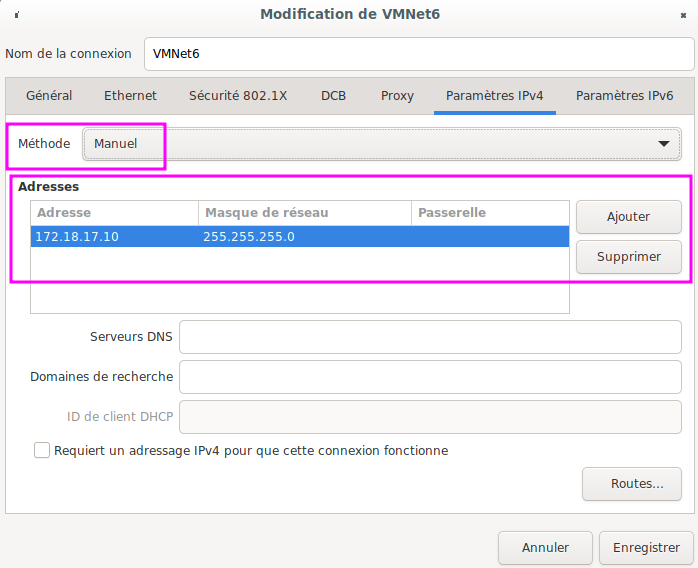 Modification de VMNet6
Nom de la connexion VMNet6
Général Ethernet Sécurité 802.1X DCB Proxy Paramètres IPv4 Paramètres IPv6
Méthode Manuel
Adresses
Adresse Masque de réseau Passerelle
172.18.17.10 255.255.255.0
Ajouter
Supprimer
Serveurs DNS
Domaines de recherche
ID de client DHCP
Requiert un adressage IPv4 pour que cette connexion fonctionne
Routes...
Annuler Enregistrer